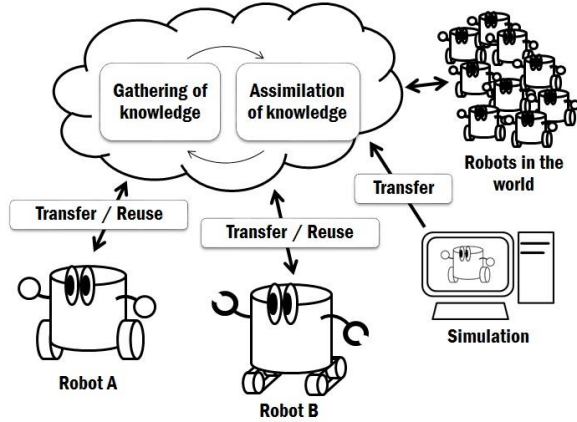 Gathering of
knowledge
Assimilation
of knowledge
Robots in the
world
Transfer
Transfer / Reuse
Transfer / Reuse
Simulation
Robot A
Robot B